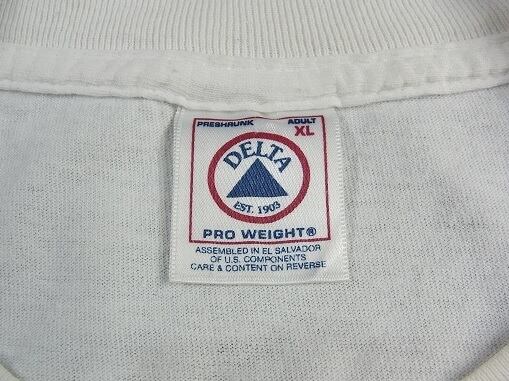 PRESHRUNK ADULT
XL
DELTA
EST. 1903
PRO WEIGHT®
ASSEMBLED IN EL SALVADOR
OF U.S. COMPONENTS
CARE & CONTENT ON REVERSE